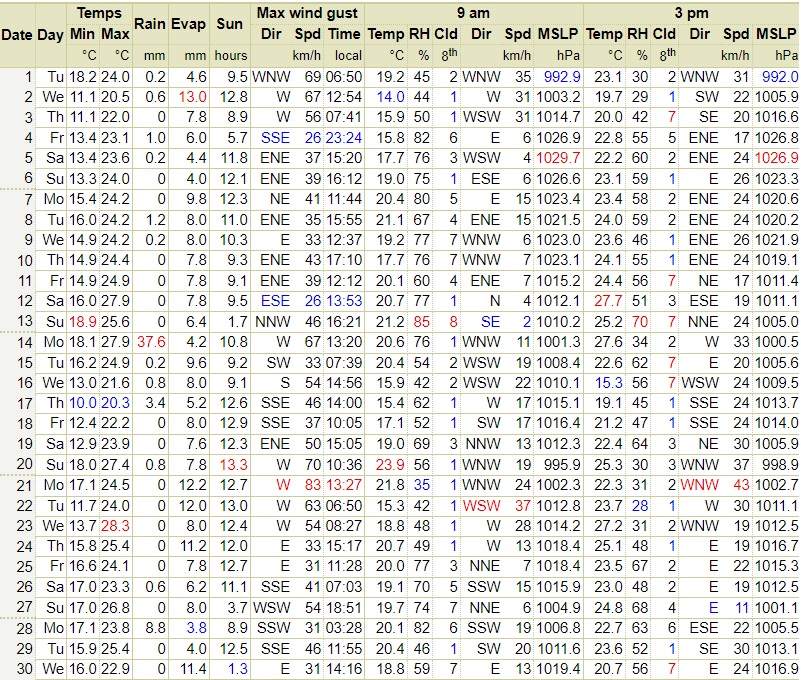 Date Day Temps Rain Evap Sun Max wind gust 9 am 3 pm
Min Max Dir Spd Time Temp RH Cld Dir Spd MSLP Temp RH Cld Dir Spd MSLP
°C °C mm mm hours km/h local °C % 8th km/h hPa °C % 8th km/h hPa
1 Tu 18.2 24.0 0.2 4.6 9.5 WNW 69 06:50 19.2 45 2 WNW 35 992.9 23.1 30 2 WNW 31 992.0
2 We 11.1 20.5 0.6 13.0 12.8 W 67 12:54 14.0 44 1 W 31 1003.2 19.7 29 1 SW 22 1005.9
3 Th 11.1 22.0 0 7.8 8.9 W 56 07:41 15.9 50 1 WSW 31 1014.7 20.0 42 7 SE 20 1016.6
4 Fr 13.4 23.1 1.0 6.0 5.7 SSE 26 23:24 15.8 82 6 E 6 1026.9 22.8 55 5 ENE 17 1026.8
5 Sa 13.4 23.6 0.2 4.4 11.8 ENE 37 15:20 17.7 76 3 WSW 4 1029.7 22.2 60 2 ENE 24 1026.9
6 Su 13.3 24.0 0 4.0 12.1 ENE 39 16:12 19.0 75 1 ESE 6 1026.6 23.1 59 1 E 26 1023.3
7 Mo 15.4 24.2 0 9.8 12.3 NE 41 11:44 20.4 80 5 E 15 1023.4 23.4 58 2 ENE 24 1020.6
8 Tu 16.0 24.2 1.2 8.0 11.0 ENE 35 15:55 21.1 67 4 ENE 15 1021.5 24.0 59 2 ENE 24 1020.2
9 We 14.9 24.2 0.2 8.0 10.3 E 33 12:37 19.2 77 7 WNW 6 1023.0 23.6 46 1 ENE 26 1021.9
10 Th 14.9 24.4 0 7.8 9.3 ENE 43 17:10 17.7 76 7 WNW 7 1023.1 24.1 55 1 ENE 24 1019.1
11 Fr 14.9 24.9 0 7.8 9.1 ENE 39 12:12 20.1 60 4 ENE 7 1015.2 24.4 56 7 NE 17 1011.4
12 Sa 16.0 27.9 0 7.8 9.5 ESE 26 13:53 20.7 77 1 N 4 1012.1 27.7 51 3 ESE 19 1011.1
13 Su 18.9 25.6 0 6.4 1.7 NNW 46 16:21 21.2 85 8 SE 2 1010.2 25.2 70 7 NNE 24 1005.0
14 Mo 18.1 27.9 37.6 4.2 10.8 W 67 13:20 20.6 76 1 WNW 11 1001.3 27.6 34 2 W 33 1000.5
15 Tu 16.2 24.9 0.2 9.6 9.2 SW 33 07:39 20.4 54 2 WSW 19 1008.4 22.6 62 7 E 20 1005.6
16 We 13.0 21.6 0.8 8.0 9.1 S 54 14:56 15.9 42 2 WSW 22 1010.1 15.3 56 7 WSW 24 1009.5
17 Th 10.0 20.3 3.4 5.2 12.6 SSE 46 14:00 15.4 62 1 W 17 1015.1 19.1 45 1 SSE 24 1013.7
18 Fr 12.4 22.2 0 8.0 12.9 SSE 37 10:05 17.1 52 1 SW 17 1016.4 21.2 47 1 SSE 24 1014.0
19 Sa 12.9 23.9 0 7.6 12.3 ENE 50 15:05 19.0 69 3 NNW 13 1012.3 22.4 64 3 NE 30 1005.9
20 Su 18.0 27.4 0.8 7.8 13.3 W 70 10:36 23.9 56 1 WNW 19 995.9 25.3 30 3 WNW 37 998.9
21 Mo 17.1 24.5 0 12.2 12.7 W 83 13:27 21.8 35 1 WNW 24 1002.3 22.3 31 2 WNW 43 1002.7
22 Tu 11.7 24.0 0 12.0 13.0 W 63 06:50 15.3 42 1 WSW 37 1012.8 23.7 28 1 W 30 1011.1
23 We 13.7 28.3 0 8.0 12.4 W 54 08:27 18.8 48 1 W 28 1014.2 27.2 31 2 WNW 19 1012.5
24 Th 15.8 25.4 0 11.2 12.0 E 33 15:17 20.7 49 1 W 13 1018.4 25.1 48 1 E 19 1016.7
25 Fr 16.6 24.1 0 7.8 12.7 E 31 11:28 20.0 77 3 NNE 7 1018.4 23.5 67 2 E 22 1015.3
26 Sa 17.0 23.3 0.6 6.2 11.1 SSE 41 07:03 19.1 70 5 SSW 15 1015.9 23.0 48 2 E 19 1012.5
27 Su 17.0 26.8 0 8.0 3.7 WSW 54 18:51 19.7 74 7 NNE 6 1004.9 24.8 68 4 E 11 1001.1
28 Mo 17.1 23.8 8.8 3.8 8.9 SSW 31 03:28 20.1 82 6 SSW 19 1006.8 22.7 63 6 ESE 22 1005.5
29 Tu 15.9 25.4 0 4.0 12.5 SSE 46 11:55 20.4 46 1 SW 20 1011.6 23.6 52 1 SE 30 1013.1
30 We 16.0 22.9 0 11.4 1.3 E 31 14:16 18.8 59 7 E 13 1019.4 20.7 56 7 E 24 1016.9